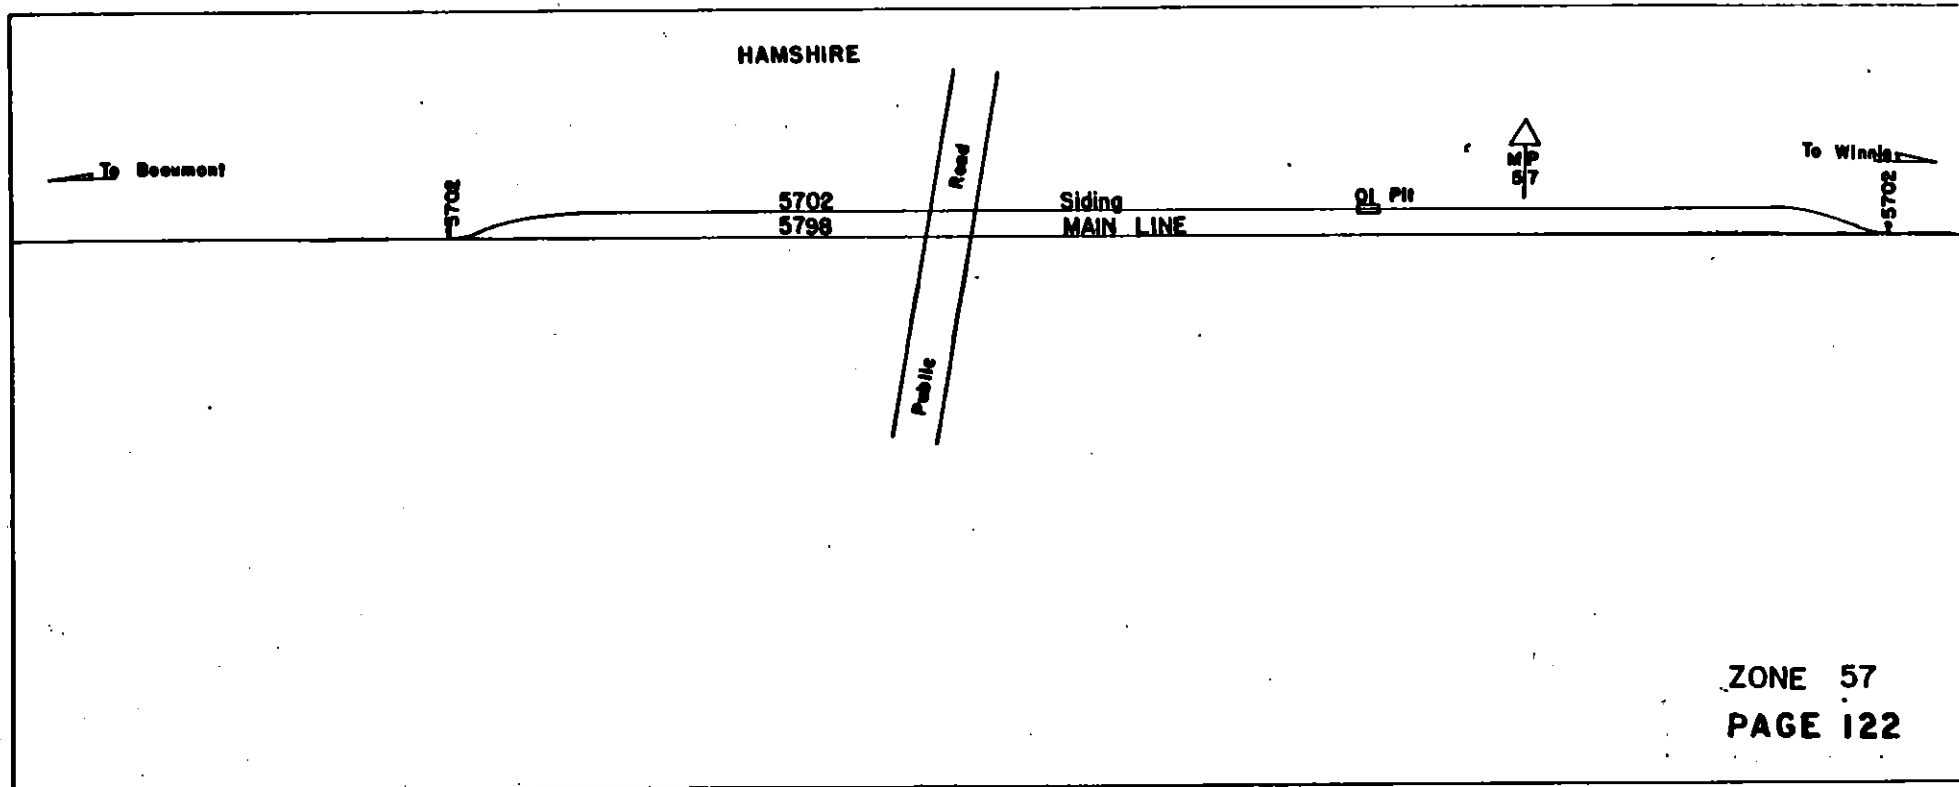 HAMSHIRE
To Beaumont
MP
57
To Winnie
5702
5702 Siding
01 Pit
5702
5798 MAIN LINE
Public Road
ZONE 57
PAGE 122